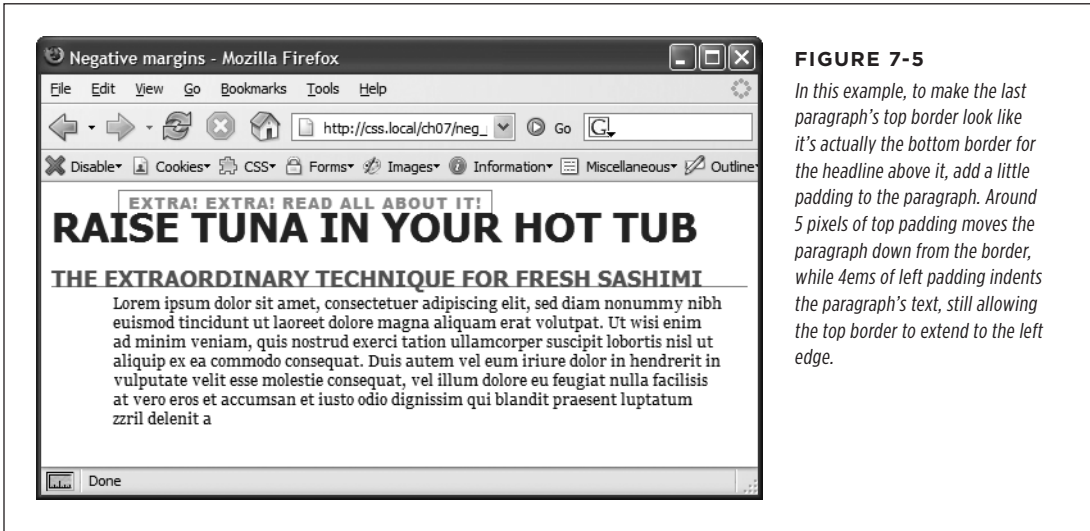 Negative margins - Mozilla Firefox
File Edit View Go Bookmarks Tools Help
http://css.local/ch07/neg_ Go G
Disable Cookies CSS Forms Images Information Miscellaneous Outline
EXTRA! EXTRA! READ ALL ABOUT IT!
RAISE TUNA IN YOUR HOT TUB
THE EXTRAORDINARY TECHNIQUE FOR FRESH SASHIMI
Lorem ipsum dolor sit amet, consectetuer adipiscing elit, sed diam nonummy nibh
euismod tincidunt ut laoreet dolore magna aliquam erat volutpat. Ut wisi enim
ad minim veniam, quis nostrud exerci tation ullamcorper suscipit lobortis nisl ut
aliquip ex ea commodo consequat. Duis autem vel eum iriure dolor in hendrerit in
vulputate velit esse molestie consequat, vel illum dolore eu feugiat nulla facilisis
at vero eros et accumsan et iusto odio dignissim qui blandit praesent luptatum
zzril delenit a
Done
FIGURE 7-5
In this example, to make the last
paragraph's top border look like
it's actually the bottom border for
the headline above it, add a little
padding to the paragraph. Around
5 pixels of top padding moves the
paragraph down from the border,
while 4ems of left padding indents
the paragraph's text, still allowing
the top border to extend to the left
edge.